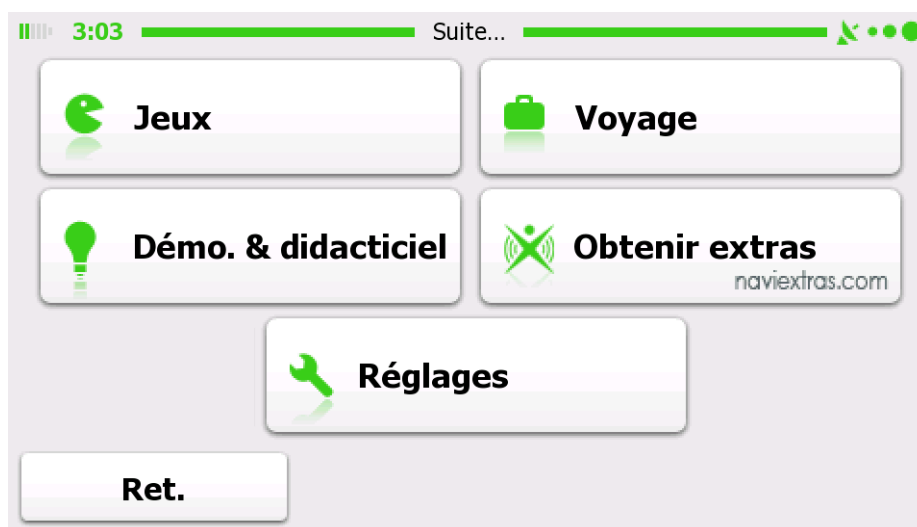 3:03 Suite...
Jeux Voyage
Démo. & didacticiel Obtenir extras
naviextras.com
Réglages
Ret.